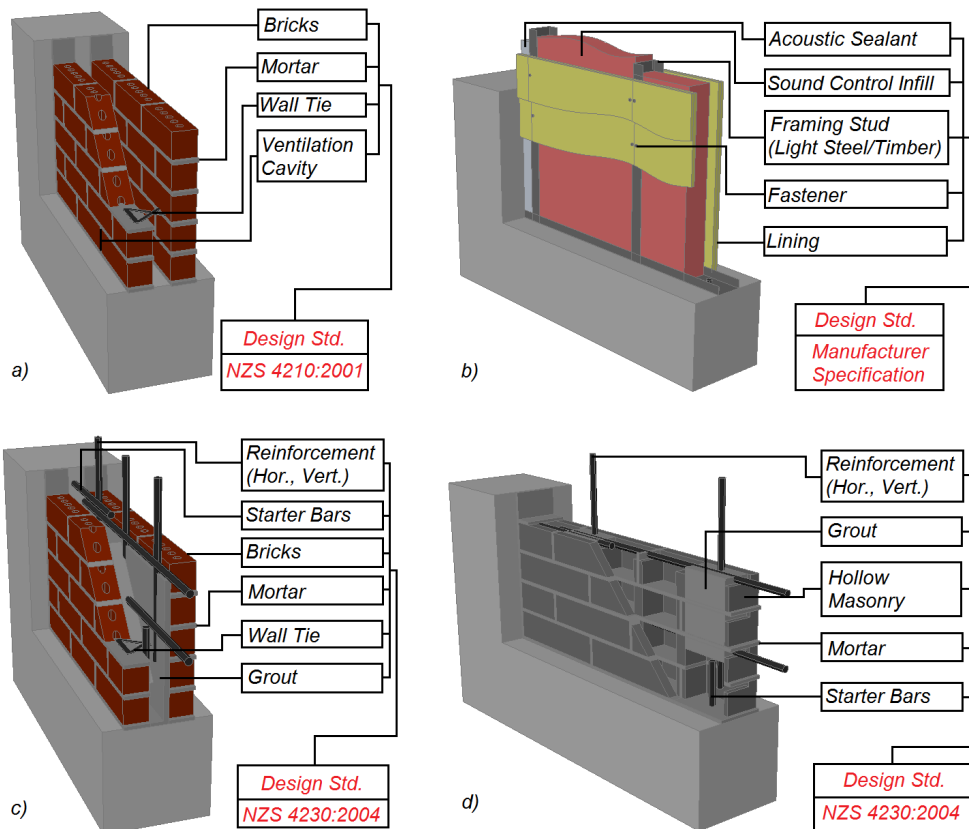 Bricks
Mortar
Wall Tie
Ventilation
Cavity
Design Std.
NZS 4210:2001
a)
Acoustic Sealant
Sound Control Infill
Framing Stud
(Light Steel/Timber)
Fastener
Lining
Design Std.
Manufacturer
Specification
b)
Reinforcement
(Hor., Vert.)
Starter Bars
Bricks
Mortar
Wall Tie
Grout
Design Std.
NZS 4230:2004
c)
Reinforcement
(Hor., Vert.)
Grout
Hollow
Masonry
Mortar
Starter Bars
Design Std.
NZS 4230:2004
d)